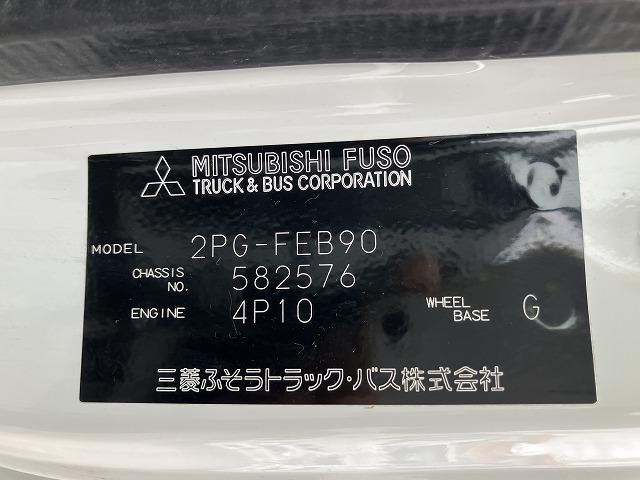 MITSUBISHI FUSO
TRUCK & BUS CORPORATION
MODEL 2PG-FEB90
CHASSIS NO. 582576
ENGINE 4P10 WHEEL BASE G
三菱ふそうトラック・バス株式会社